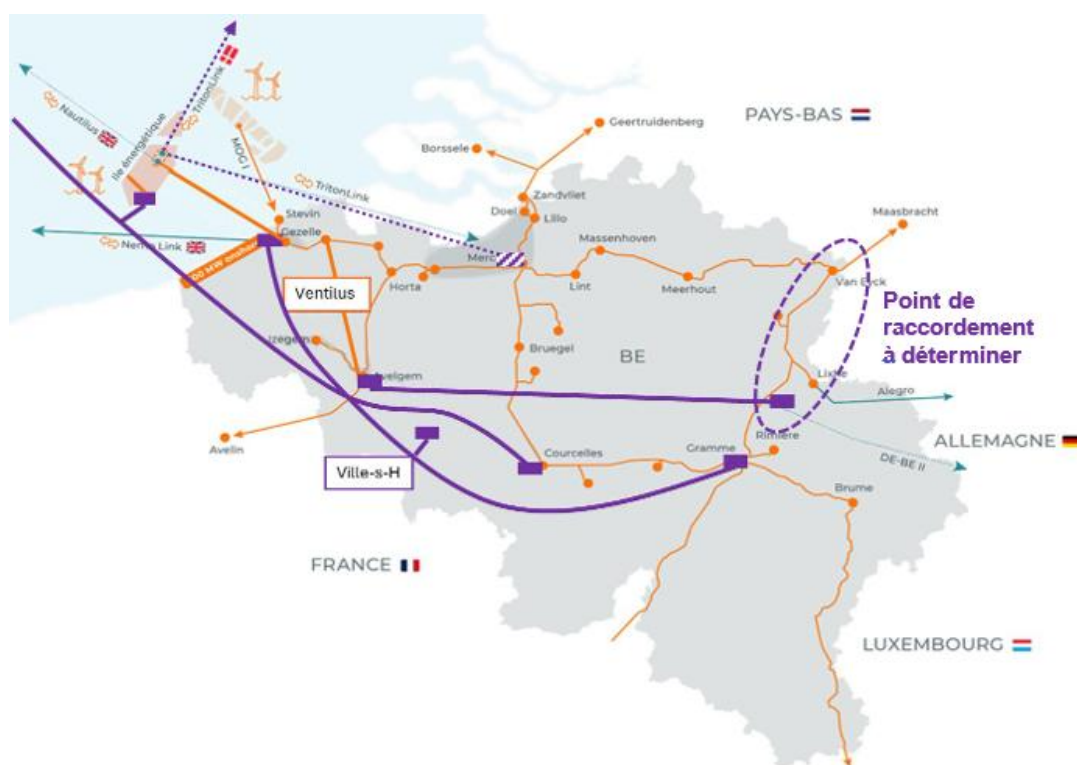 TritonLink
Nautilus
Ile énergétique
MOG I
PAYS-BAS
Geertruidenberg
Borssele
TritonLink
Zandvliet
Doel
Lillo
Stevin
Gezelle
Maasbracht
Massenhoven
Merc
Link
Horta
Lint
Meerhout
Van Eyck
Ventilus
Point de
raccordement
à déterminer
Izegem
Bruegel
BE
Avelgem
Lixhe
Alegro
Avelin
ALLEMAGNE
Rimière
Gramme
Courcelles
DE-BE II
Ville-s-H
Brume
FRANCE
LUXEMBOURG